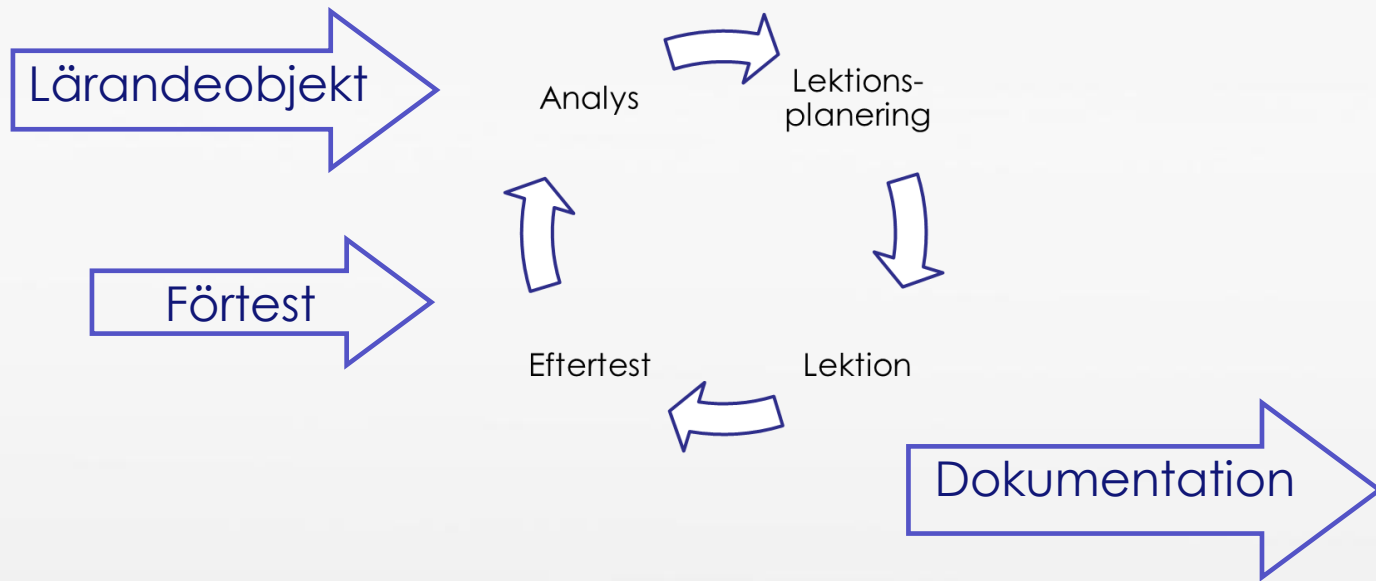 Lärandeobjekt
Analys
Lektions-
planering
Förtest
Eftertest
Lektion
Dokumentation